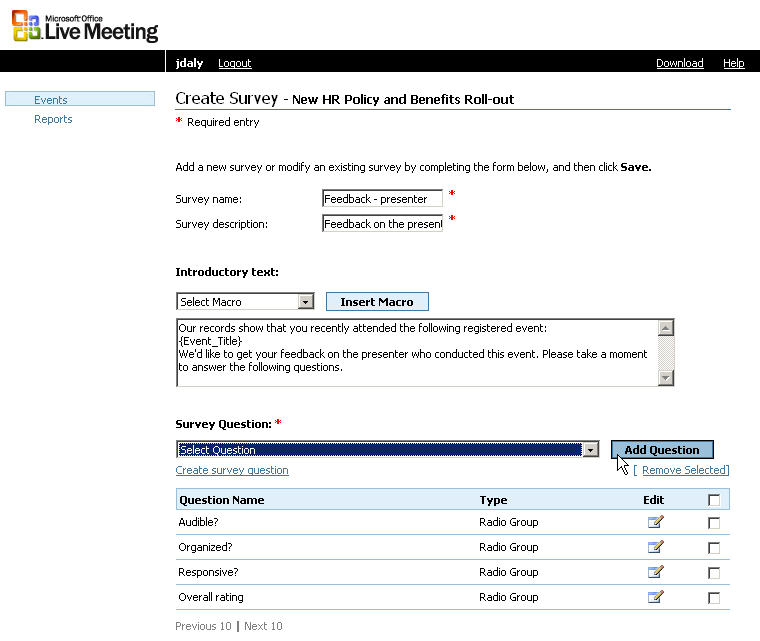 Microsoft Office
Live Meeting
jdaly Logout Download Help
Events
Reports
Create Survey - New HR Policy and Benefits Roll-out
* Required entry
Add a new survey or modify an existing survey by completing the form below, and then click Save.
Survey name: Feedback - presenter *
Survey description: Feedback on the present *
Introductory text:
Select Macro Insert Macro
Our records show that you recently attended the following registered event:
{Event_Title}
We'd like to get your feedback on the presenter who conducted this event. Please take a moment
to answer the following questions.
Survey Question: *
Select Question Add Question
Create survey question [ Remove Selected]
Question Name Type Edit
Audible? Radio Group
Organized? Radio Group
Responsive? Radio Group
Overall rating Radio Group
Previous 10 | Next 10